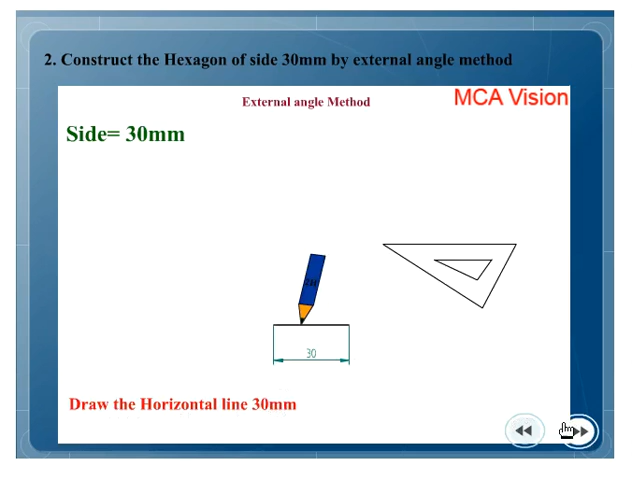 2. Construct the Hexagon of side 30mm by external angle method
External angle Method
MCA Vision
Side= 30mm
30
Draw the Horizontal line 30mm